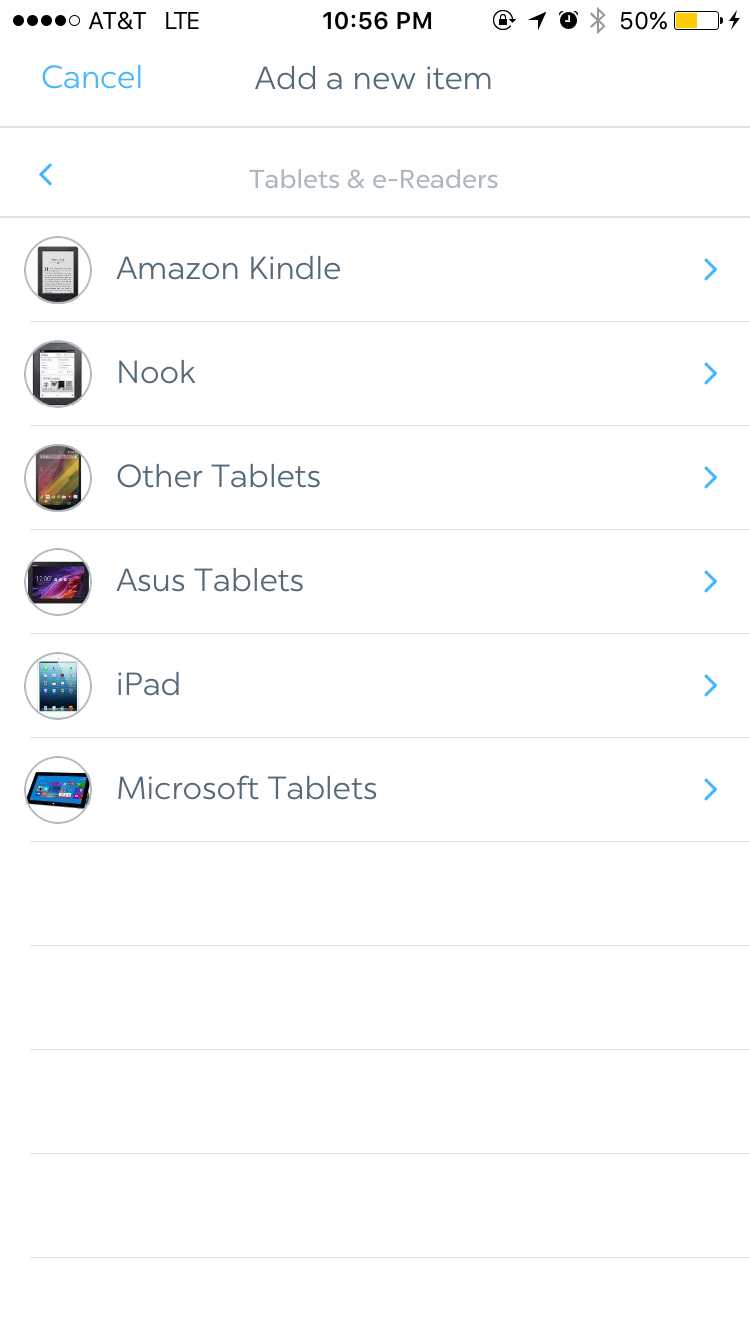 AT&T LTE 10:56 PM 50%
Cancel Add a new item
Tablets & e-Readers
Amazon Kindle
Nook
Other Tablets
Asus Tablets
iPad
Microsoft Tablets